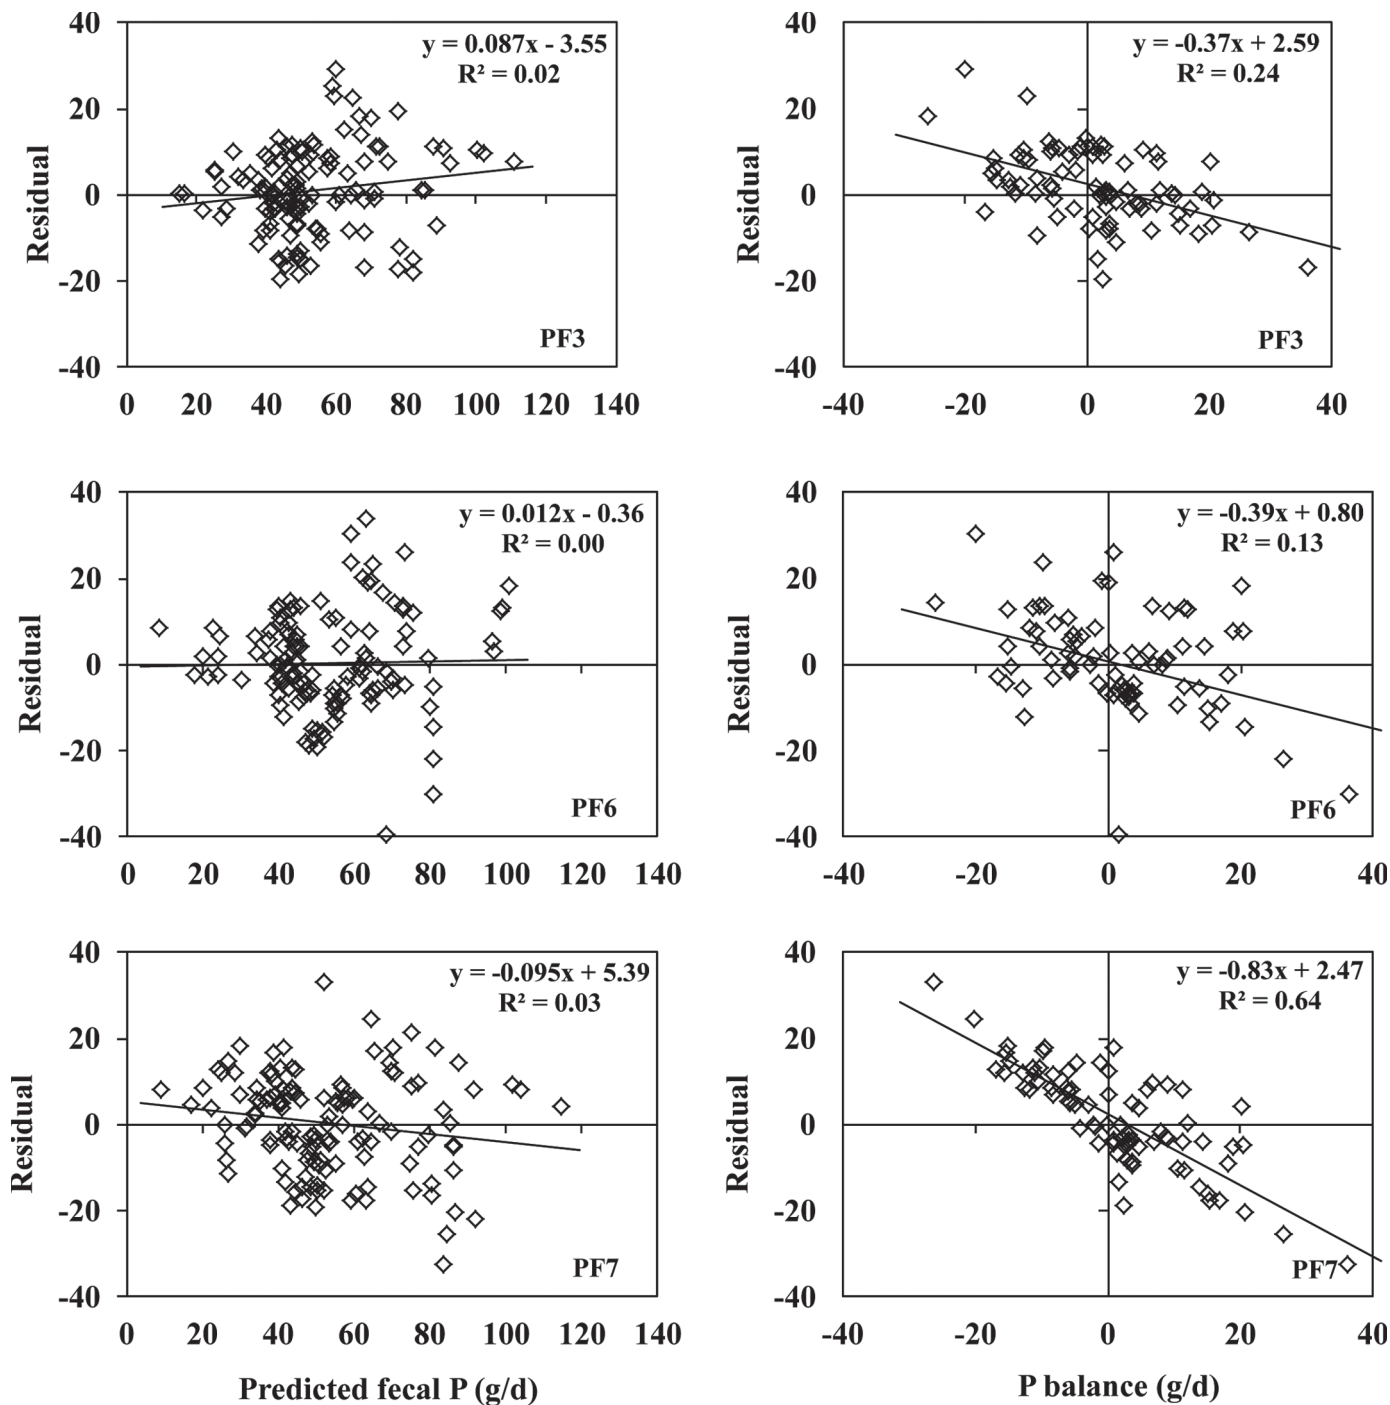 40
20
0
-20
-40
Residual
y = 0.087x - 3.55
R² = 0.02
PF3
0 20 40 60 80 100 120 140
40
20
0
-20
-40
Residual
y = -0.37x + 2.59
R² = 0.24
PF3
-40 -20 0 20 40
40
20
0
-20
-40
Residual
y = 0.012x - 0.36
R² = 0.00
PF6
0 20 40 60 80 100 120 140
40
20
0
-20
-40
Residual
y = -0.39x + 0.80
R² = 0.13
PF6
-40 -20 0 20 40
40
20
0
-20
-40
Residual
y = -0.095x + 5.39
R² = 0.03
PF7
0 20 40 60 80 100 120 140
Predicted fecal P (g/d)
40
20
0
-20
-40
Residual
y = -0.83x + 2.47
R² = 0.64
PF7
-40 -20 0 20 40
P balance (g/d)